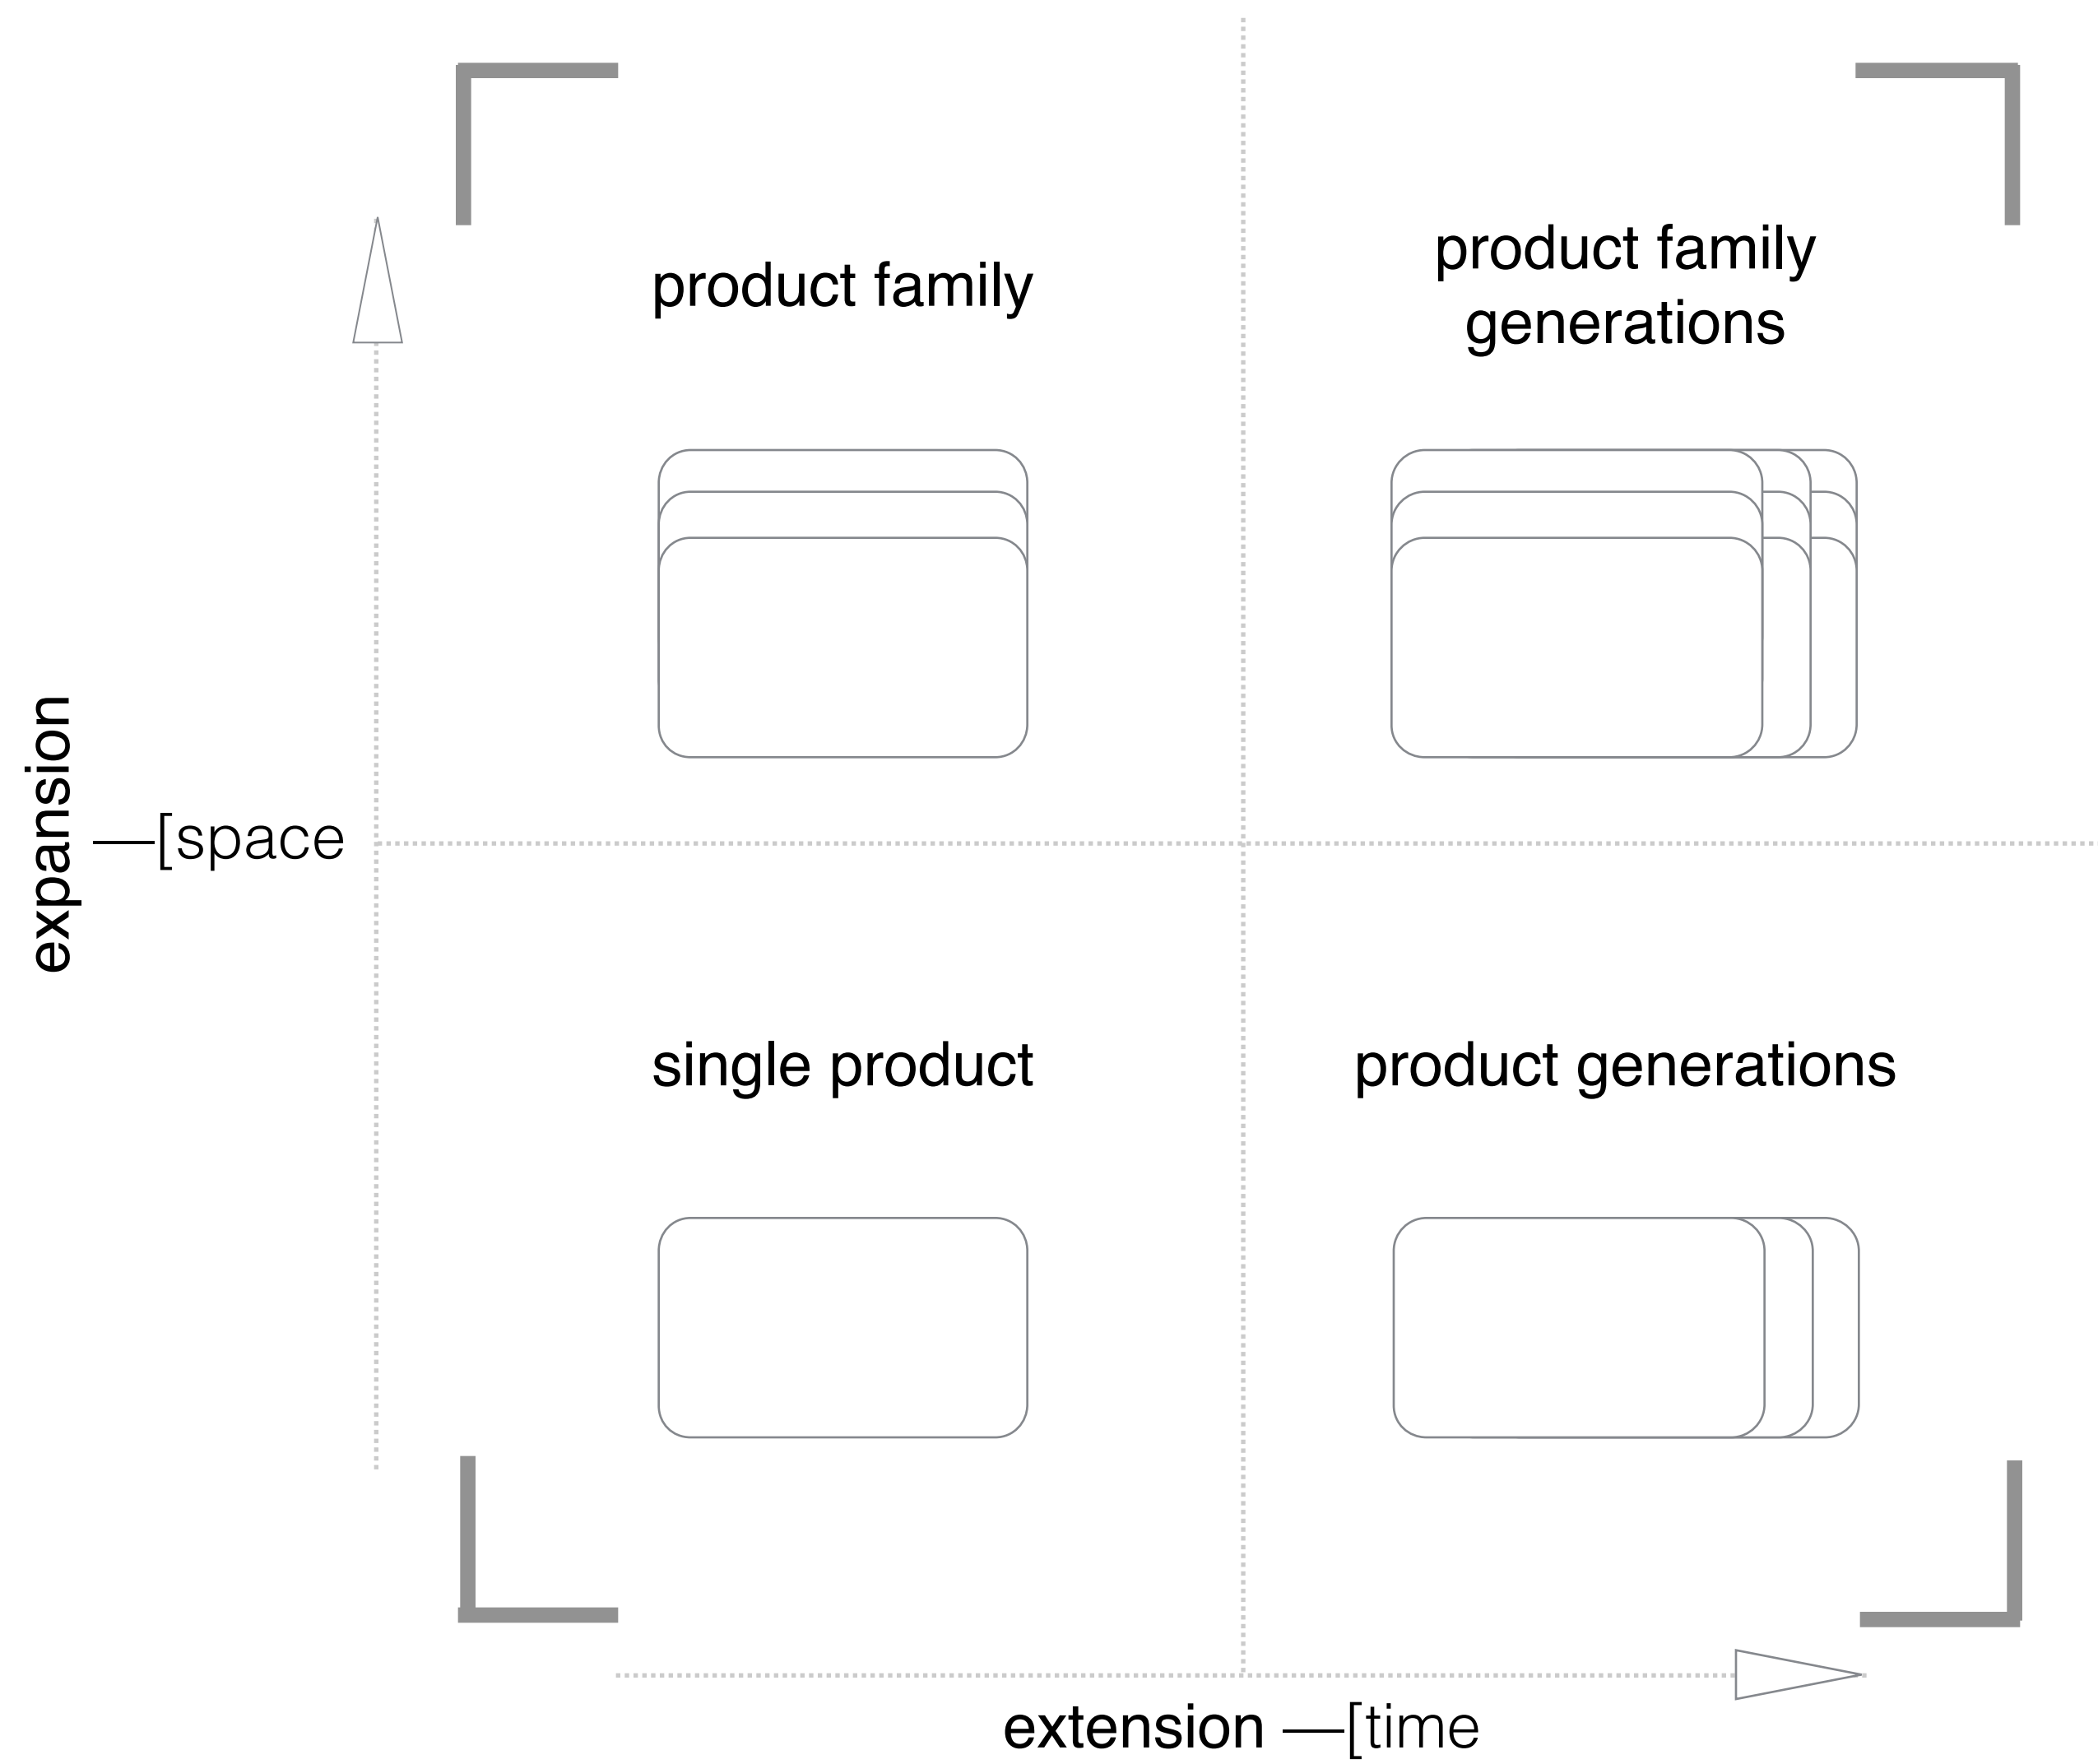 product family
product family
generations
expansion
[space
single product
product generations
extension —[time